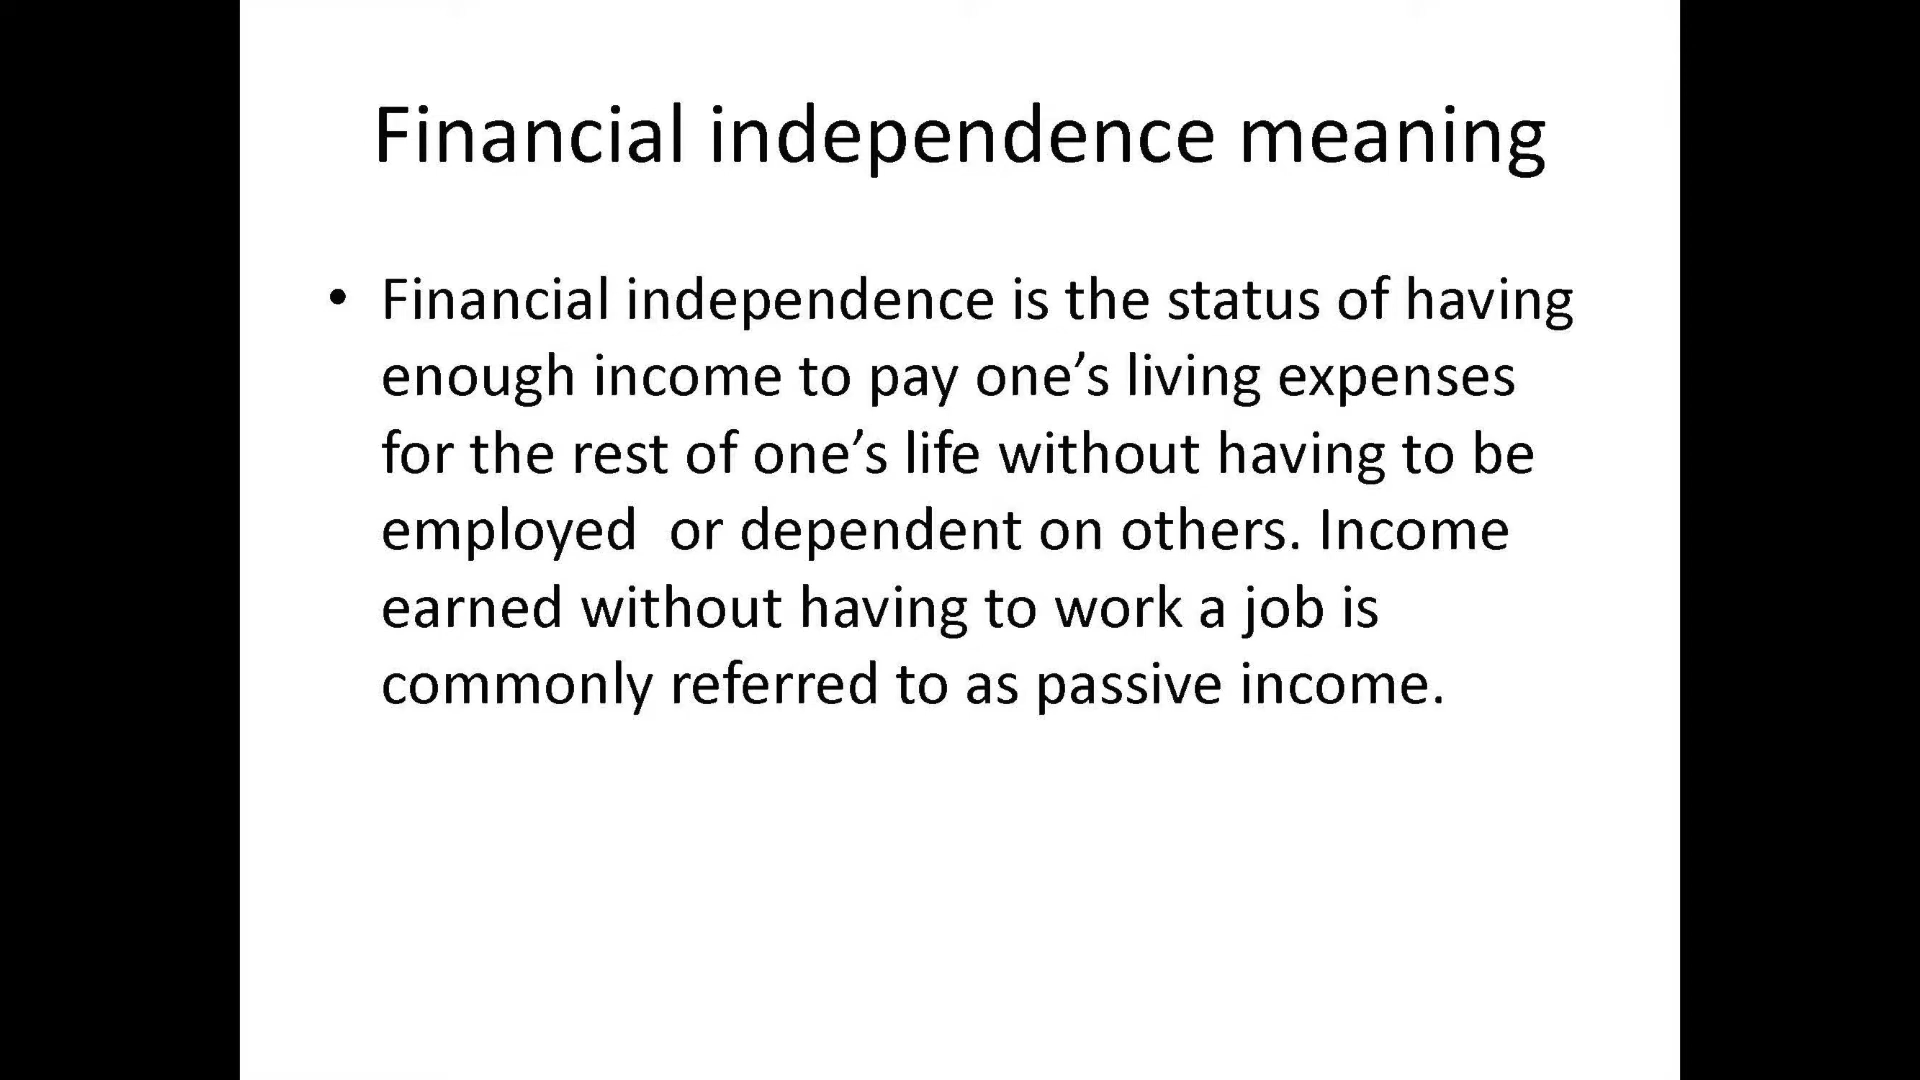 Financial independence meaning
• Financial independence is the status of having
enough income to pay one’s living expenses
for the rest of one’s life without having to be
employed  or dependent on others. Income
earned without having to work a job is
commonly referred to as passive income.